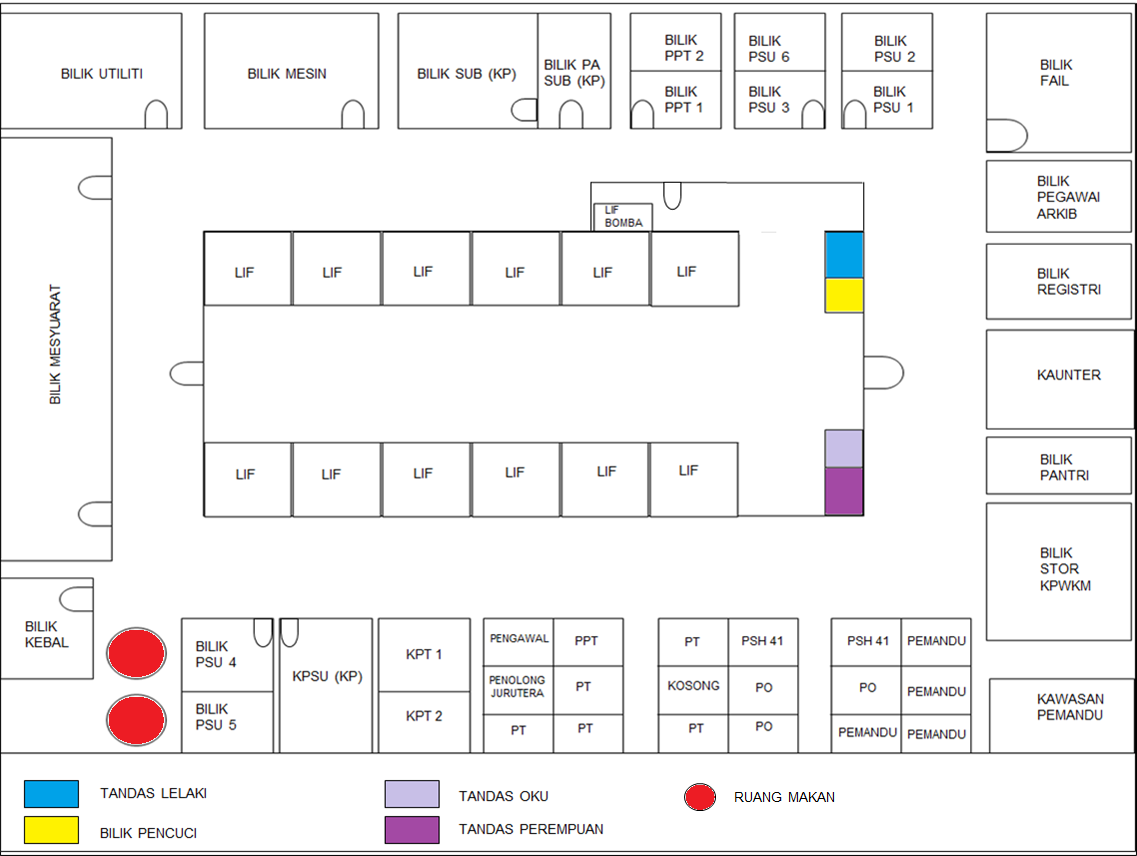 BILIK UTILITI
BILIK MESIN
BILIK SUB (KP)
BILIK PA
SUB (KP)
BILIK
PPT 2
BILIK
PPT 1
BILIK
PSU 6
BILIK
PSU 3
BILIK
PSU 2
BILIK
PSU 1
BILIK
FAIL
BILIK
PEGAWAI
ARKIB
BILIK
REGISTRI
KAUNTER
BILIK
PANTRI
BILIK
STOR
KPWKM
KAWASAN
PEMANDU
BILIK MESYUARAT
LIF
BOMBA
LIF
LIF
LIF
LIF
LIF
LIF
LIF
LIF
LIF
LIF
LIF
LIF
BILIK
KEBAL
BILIK
PSU 4
BILIK
PSU 5
KPSU (KP)
KPT 1
KPT 2
PENGAWAL
PPT
PENOLONG
JURUTERA
PT
PT
PT
PT
PSH 41
KOSONG
PO
PT
PO
PSH 41
PEMANDU
PO
PEMANDU
PEMANDU
PEMANDU
TANDAS LELAKI
BILIK PENCUCI
TANDAS OKU
TANDAS PEREMPUAN
RUANG MAKAN